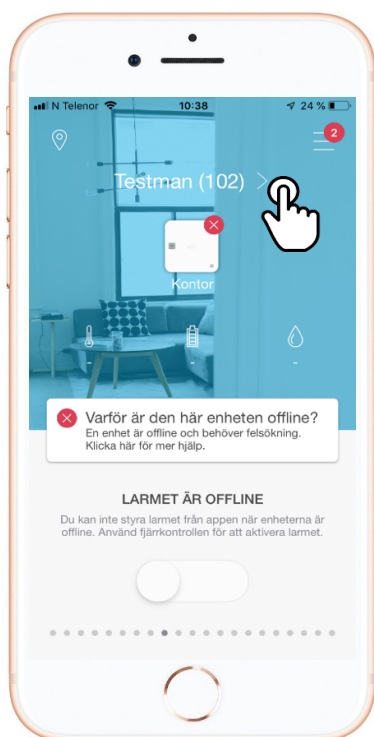 N Telenor 10:38 24 %
2
Testman (102) >
Kontor
- - -
Varför är den här enheten offline?
En enhet är offline och behöver felsökning.
Klicka här för mer hjälp.
LARMET ÄR OFFLINE
Du kan inte styra larmet från appen när enheterna är
offline. Använd fjärrkontrollen för att aktivera larmet.